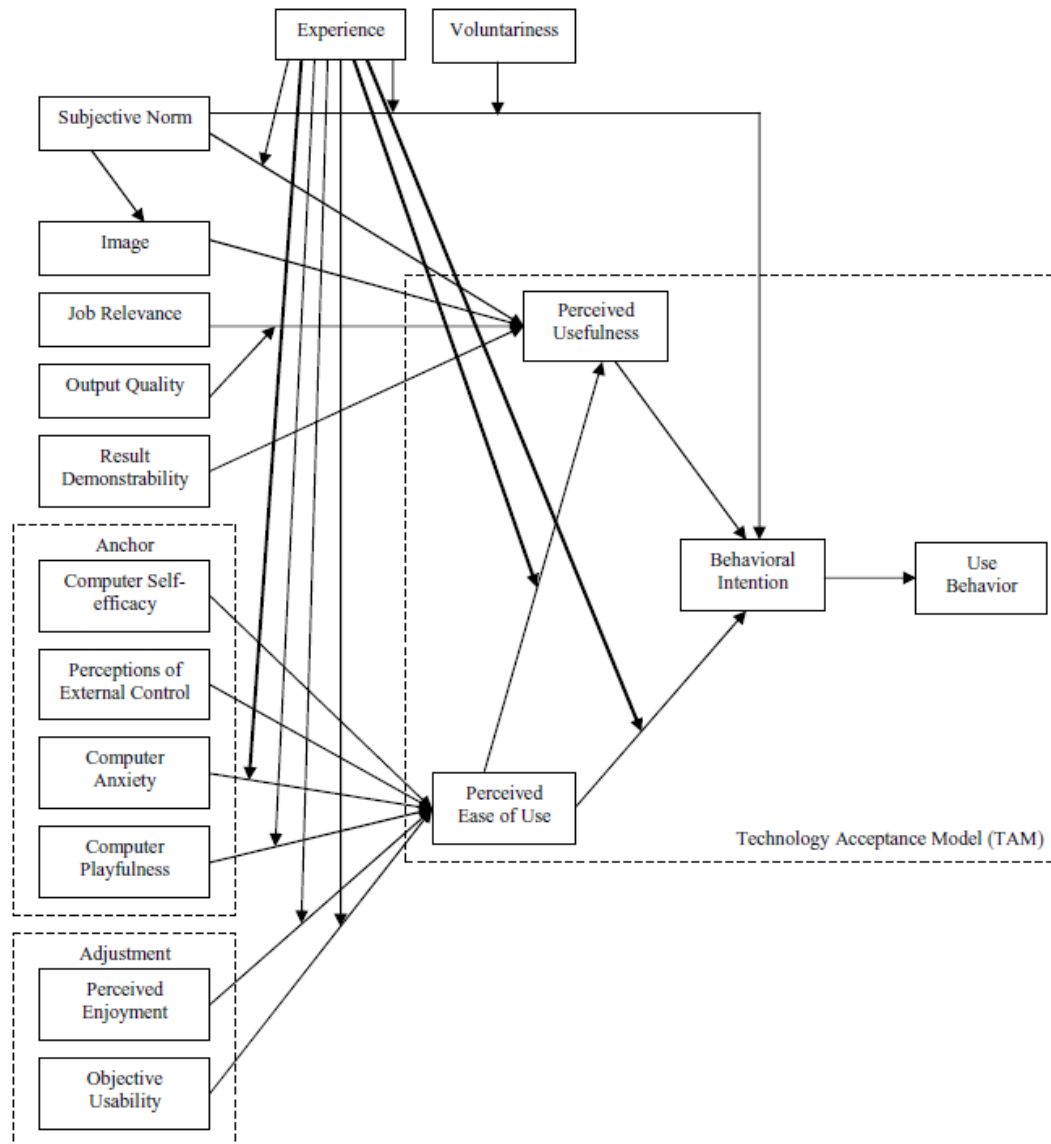 Experience
Voluntariness
Subjective Norm
Image
Job Relevance
Output Quality
Result
Demonstrability
Perceived
Usefulness
Anchor
Computer Self-
efficacy
Perceptions of
External Control
Computer
Anxiety
Computer
Playfulness
Behavioral
Intention
Use
Behavior
Perceived
Ease of Use
Technology Acceptance Model (TAM)
Adjustment
Perceived
Enjoyment
Objective
Usability